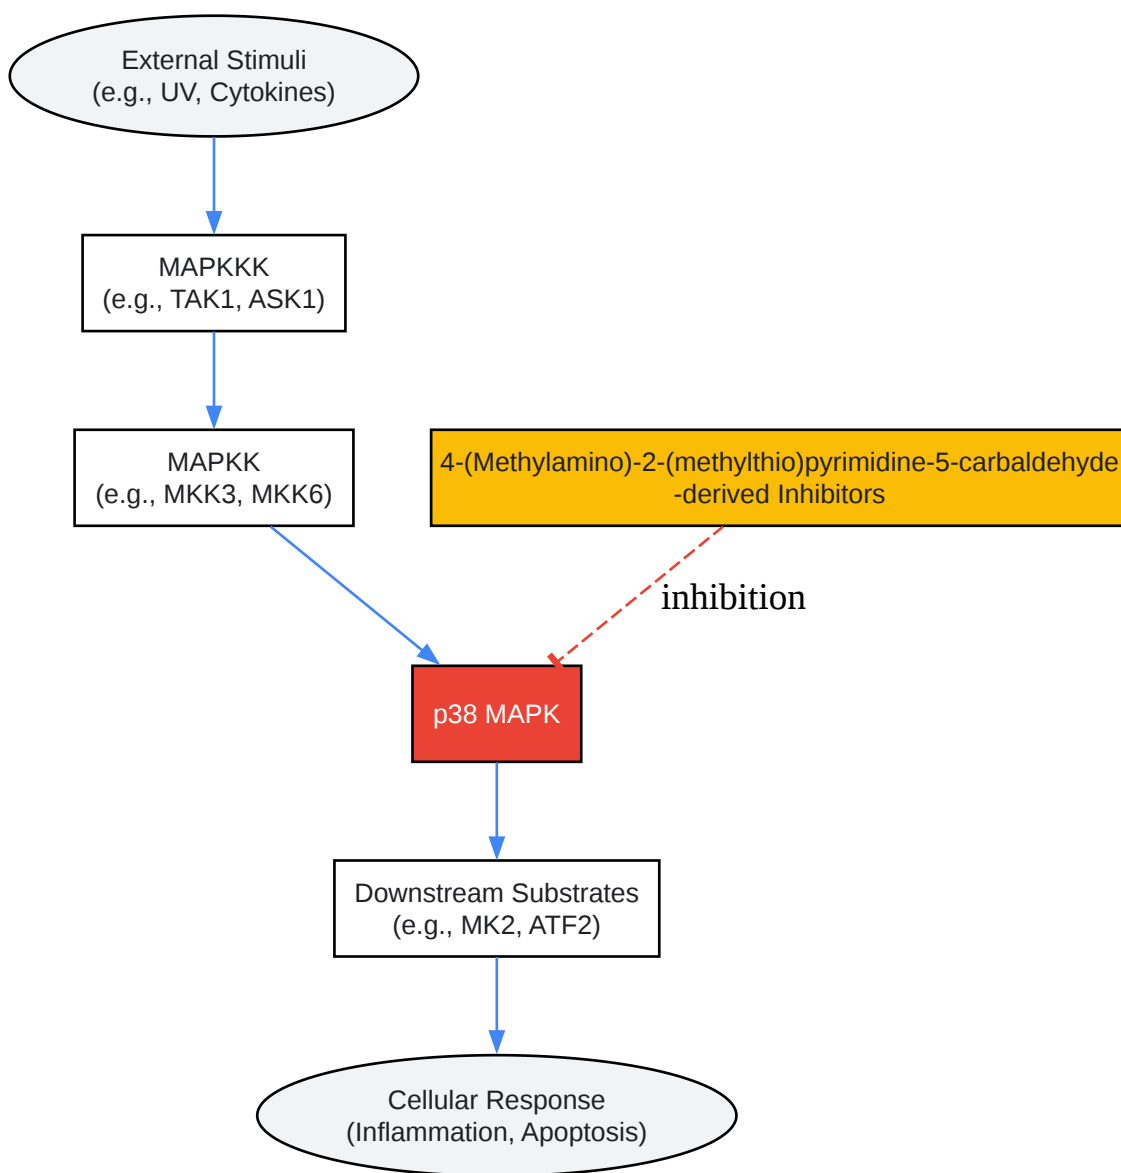 External Stimuli
(e.g., UV, Cytokines)
MAPKKK
(e.g., TAK1, ASK1)
MAPKK
(e.g., MKK3, MKK6)
4-(Methylamino)-2-(methylthio)pyrimidine-5-carbaldehyde
-derived Inhibitors
inhibition
p38 MAPK
Downstream Substrates
(e.g., MK2, ATF2)
Cellular Response
(Inflammation, Apoptosis)